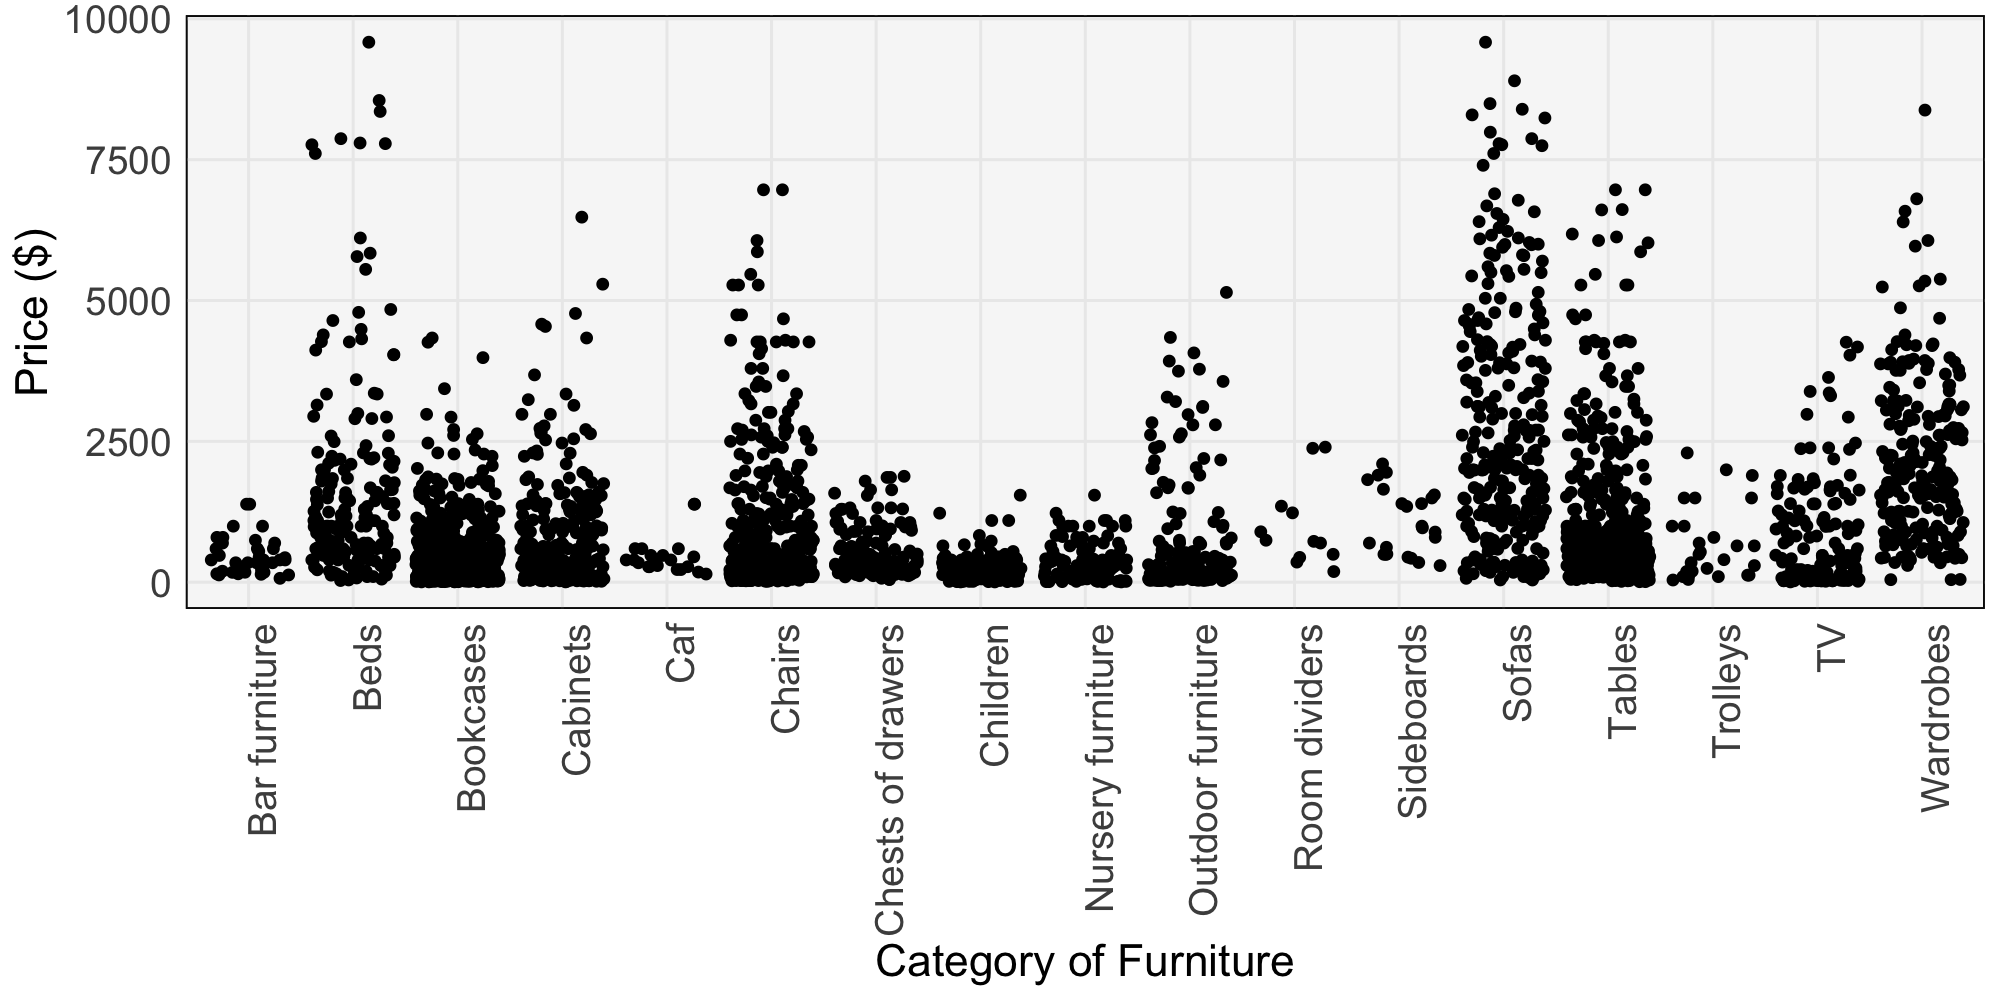 10000
7500
5000
2500
0
Price ($)
Bar furniture
Beds
Bookcases
Cabinets
Caf
Chairs
Chests of drawers
Children
Nursery furniture
Outdoor furniture
Room dividers
Sideboards
Sofas
Tables
Trolleys
TV
Wardrobes
Category of Furniture